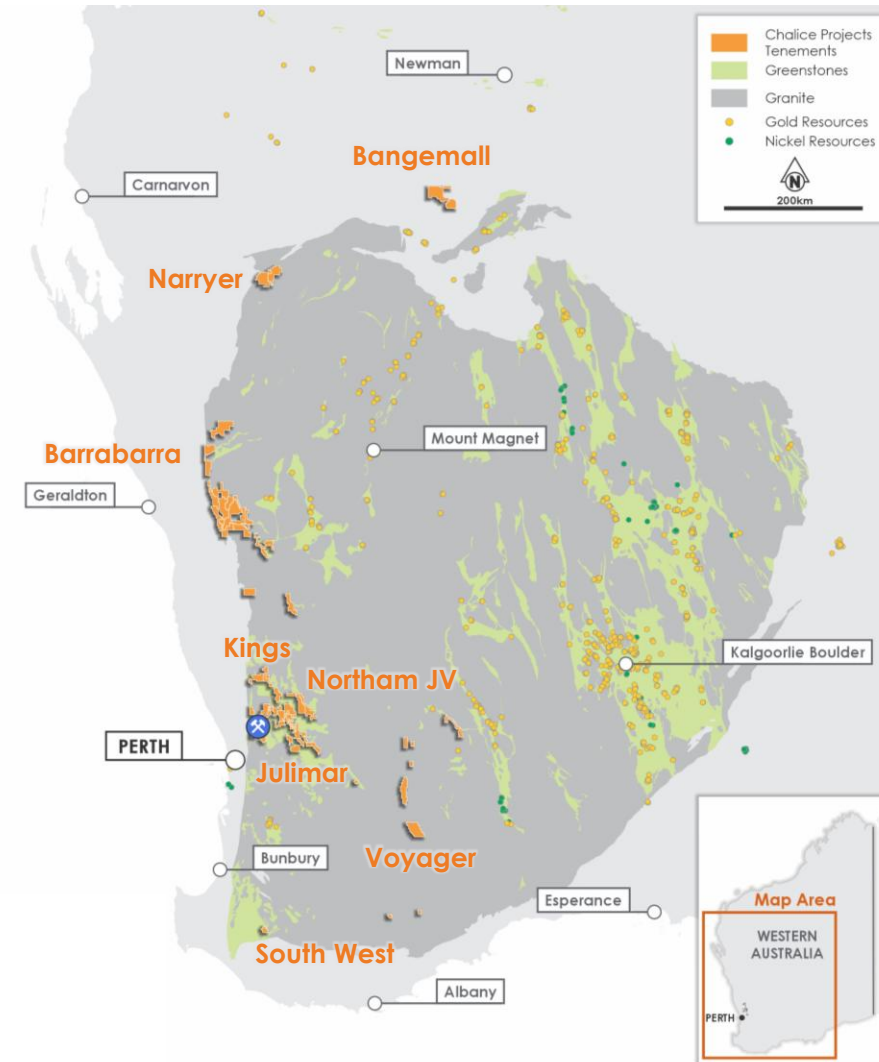 Chalice Projects
Tenements
Greenstones
Granite
Gold Resources
Nickel Resources
N
200km
Newman
Bangemall
Carnarvon
Narryer
Mount Magnet
Barrabarra
Geraldton
Kings
Northam JV
Kalgoorlie Boulder
PERTH
Julimar
Voyager
Bunbury
Esperance
South West
Albany
Map Area
WESTERN
AUSTRALIA
PERTH